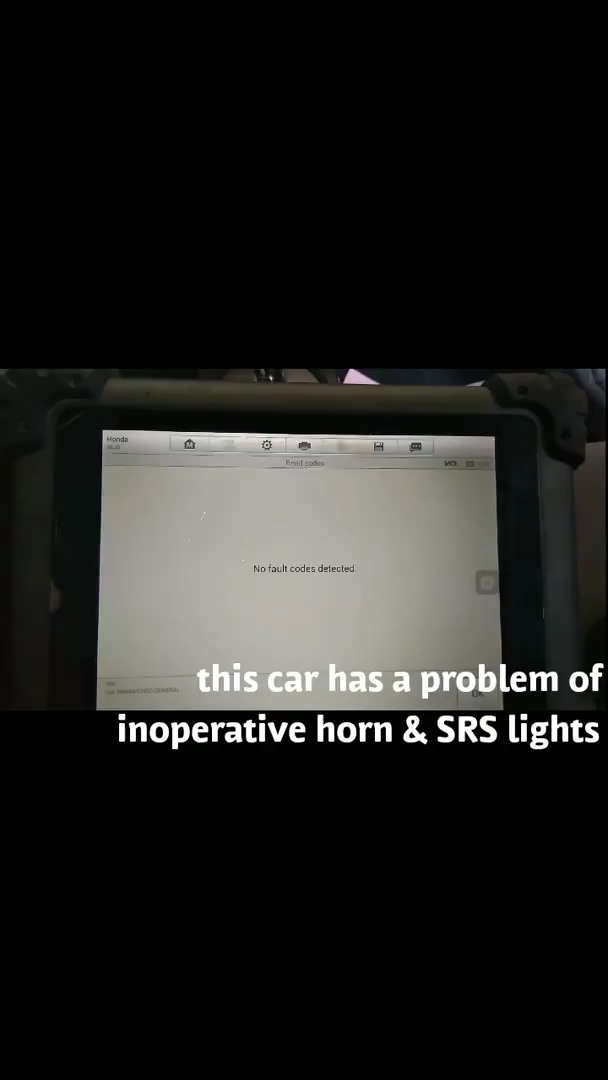 Honda
Read codes
VCI
No fault codes detected.
this car has a problem of
inoperative horn & SRS lights